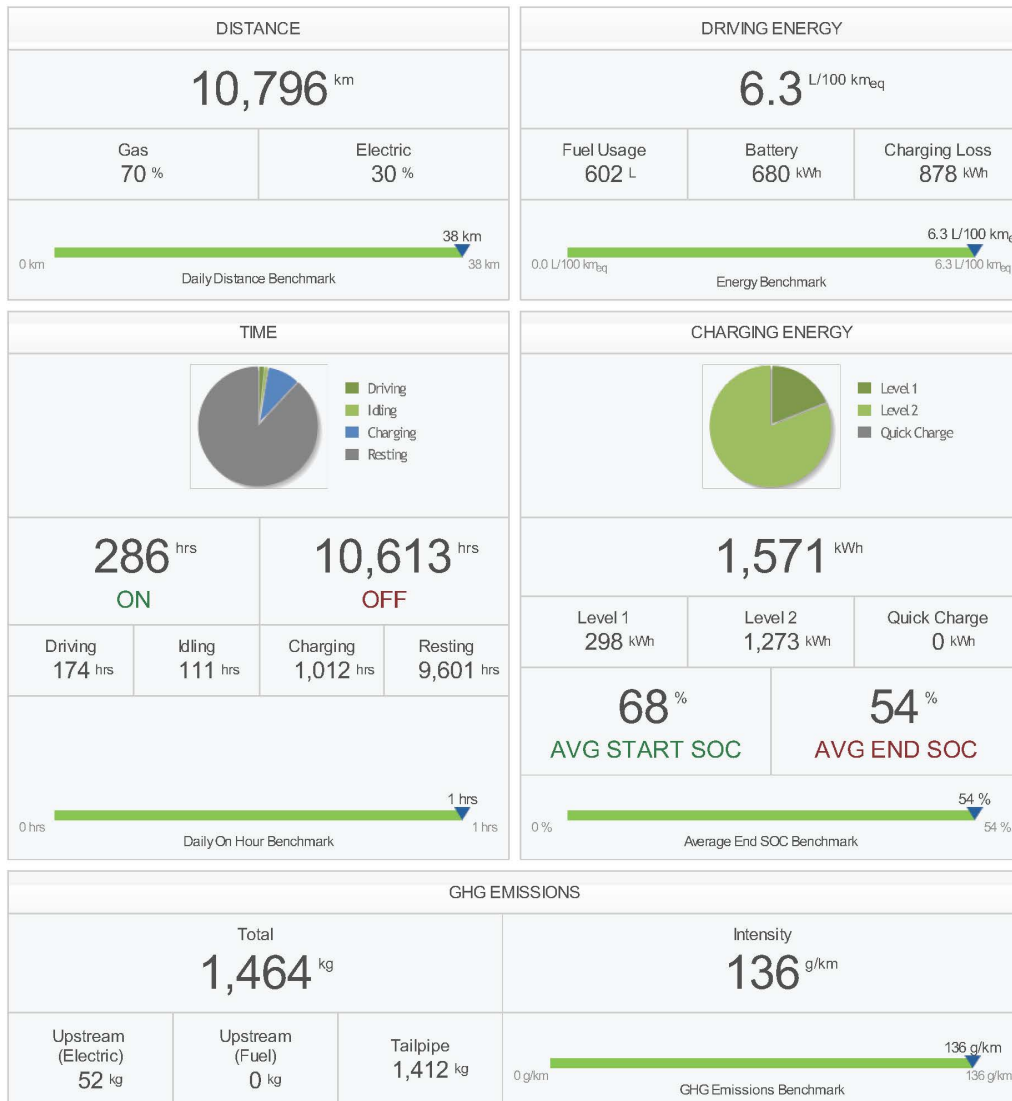 DISTANCE
10,796 km
Gas
70 %
Electric
30 %
38 km
0 km
38 km
Daily Distance Benchmark
DRIVING ENERGY
6.3 L/100 kmeq
Fuel Usage
602 L
Battery
680 kWh
Charging Loss
878 kWh
6.3 L/100 km
0.0 L/100 kmeq
6.3 L/100 kmeq
Energy Benchmark
TIME
Driving
Idling
Charging
Resting
286 hrs
ON
10,613 hrs
OFF
Driving
174 hrs
Idling
111 hrs
Charging
1,012 hrs
Resting
9,601 hrs
1 hrs
0 hrs
1 hrs
Daily On Hour Benchmark
CHARGING ENERGY
Level 1
Level 2
Quick Charge
1,571 kWh
Level 1
298 kWh
Level 2
1,273 kWh
Quick Charge
0 kWh
68 %
AVG START SOC
54 %
AVG END SOC
54 %
0 %
54 %
Average End SOC Benchmark
GHG EMISSIONS
Total
1,464 kg
Intensity
136 g/km
Upstream
(Electric)
52 kg
Upstream
(Fuel)
0 kg
Tailpipe
1,412 kg
136 g/km
0 g/km
136 g/km
GHG Emissions Benchmark